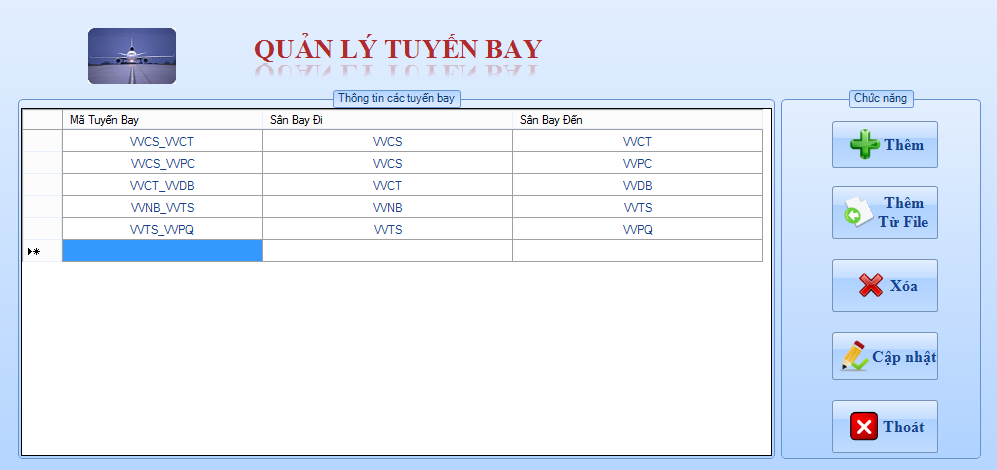 QUẢN LÝ TUYẾN BAY
Thông tin các tuyến bay
Mã Tuyến Bay Sân Bay Đi Sân Bay Đến
VVCS_VVCT VVCS VVCT
VVCS_VVPC VVCS VVPC
VVCT_VVDB VVCT VVDB
VVNB_VVTS VVNB VVTS
VVTS_VVPQ VVTS VVPQ
Chức năng
Thêm
Thêm
Từ File
Xóa
Cập nhật
Thoát